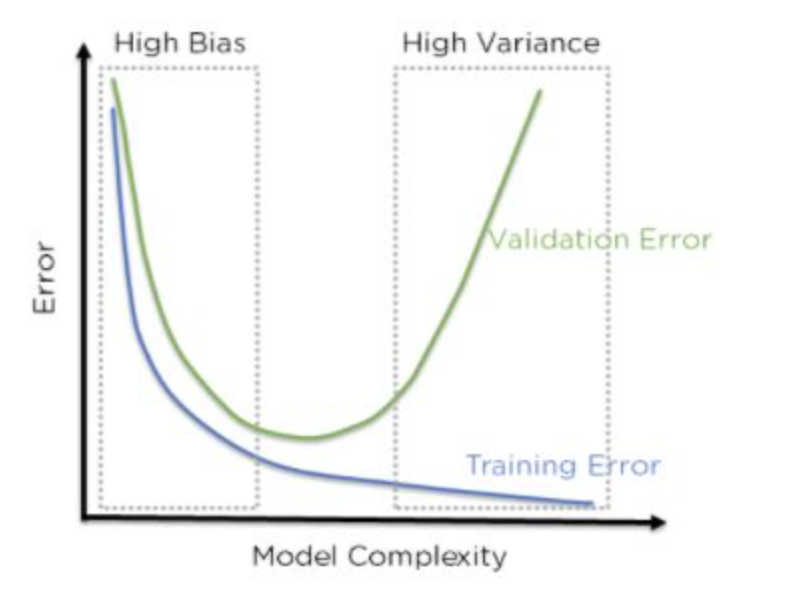 High Bias
High Variance
Error
Validation Error
Training Error
Model Complexity